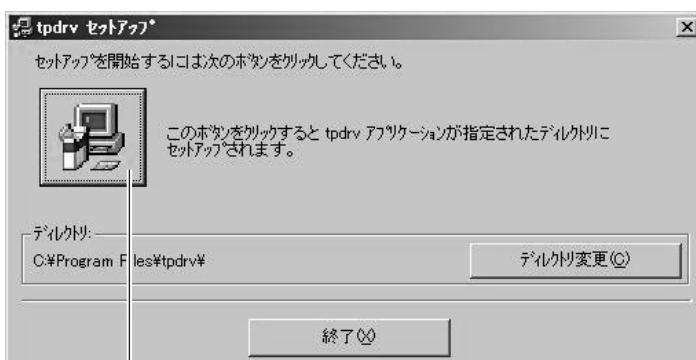 tpdrv ｾｯﾄｱｯﾌﾟ
ｾｯﾄｱｯﾌﾟを開始するには次のﾎﾞﾀﾝをｸﾘｯｸしてください。
このﾎﾞﾀﾝをｸﾘｯｸすると tpdrv ｱﾌﾟﾘｹｰｼｮﾝが指定されたﾃﾞｨﾚｸﾄﾘに
ｾｯﾄｱｯﾌﾟされます。
ﾃﾞｨﾚｸﾄﾘ:
C:¥Program Files¥tpdrv¥
ﾃﾞｨﾚｸﾄﾘ変更(C)
終了(X)